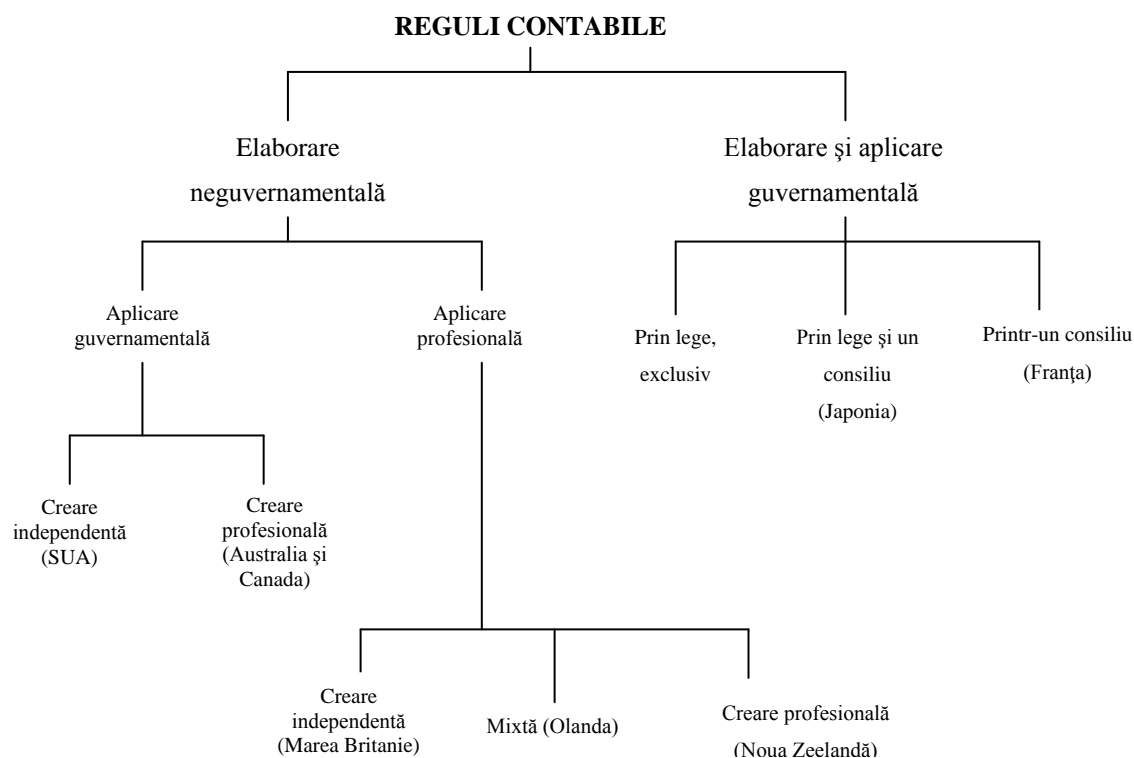 REGULI CONTABILE
Elaborare
neguvernamentală
Elaborare şi aplicare
guvernamentală
Aplicare
guvernamentală
Aplicare
profesională
Prin lege,
exclusiv
Prin lege şi un
consiliu
(Japonia)
Printr-un consiliu
(Franţa)
Creare
independentă
(SUA)
Creare
profesională
(Australia şi
Canada)
Creare
independentă
(Marea Britanie)
Mixtă (Olanda)
Creare profesională
(Noua Zeelandă)